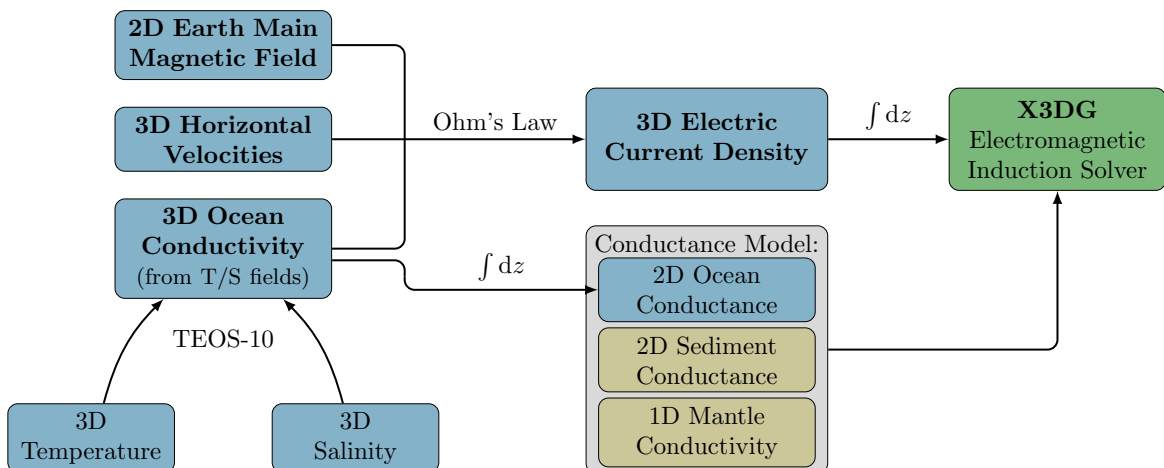 2D Earth Main
Magnetic Field
3D Horizontal
Velocities
Ohm's Law
3D Electric
Current Density
∫ dz
X3DG
Electromagnetic
Induction Solver
3D Ocean
Conductivity
(from T/S fields)
∫ dz
Conductance Model:
2D Ocean
Conductance
2D Sediment
Conductance
1D Mantle
Conductivity
TEOS-10
3D
Temperature
3D
Salinity